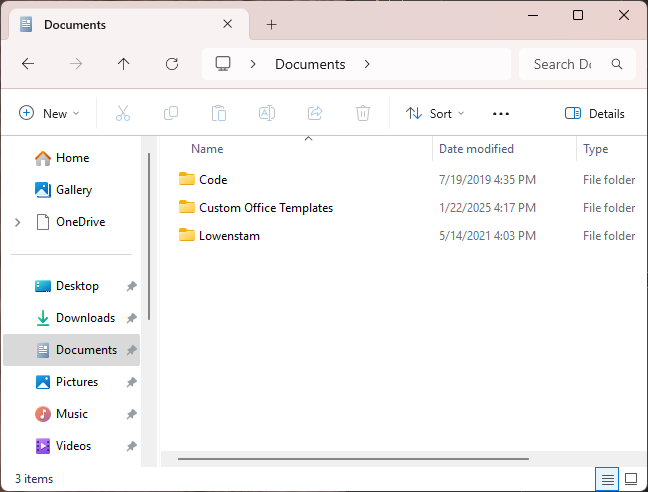 Documents
Documents
Search Do
New
Sort
Details
Name Date modified Type
Home
Gallery
OneDrive
Desktop
Downloads
Documents
Pictures
Music
Videos
Code 7/19/2019 4:35 PM File folder
Custom Office Templates 1/22/2025 4:17 PM File folder
Lowenstam 5/14/2021 4:03 PM File folder
3 items